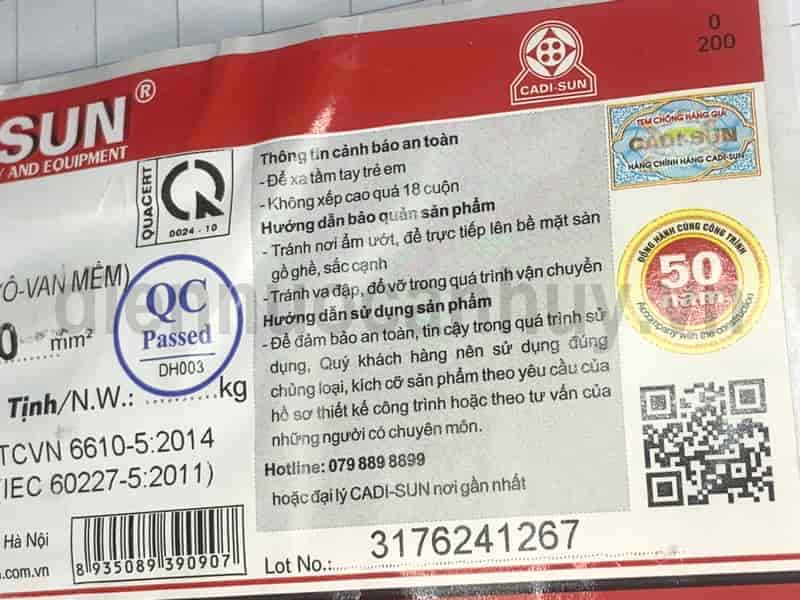 0
200
SUN®
Y AND EQUIPMENT
CADI-SUN
QUACERT
0024 - 10
TEM CHỐNG HÀNG GIẢ
CADI-SUN
HÀNG CHÍNH HÃNG CADI-SUN
Thông tin cảnh báo an toàn
- Để xa tầm tay trẻ em
- Không xếp cao quá 18 cuộn
Hướng dẫn bảo quản sản phẩm
- Tránh nơi ẩm ướt, để trực tiếp lên bề mặt sàn
gồ ghề, sắc cạnh
- Tránh va đập, đổ vỡ trong quá trình vận chuyển
Hướng dẫn sử dụng sản phẩm
- Để đảm bảo an toàn, tin cậy trong quá trình sử
dụng, Quý khách hàng nên sử dụng đúng
chủng loại, kích cỡ sản phẩm theo yêu cầu của
hồ sơ thiết kế công trình hoặc theo tư vấn của
những người có chuyên môn.
Hotline: 079 889 8899
hoặc đại lý CADI-SUN nơi gần nhất
Ô-VAN MỀM)
0 mm²
QC
Passed
DH003
Tịnh/N.W.: kg
TCVN 6610-5:2014
IEC 60227-5:2011)
Hà Nội
.com.vn
8 935089 390907
Lot No.: 3176241267
ĐỒNG HÀNH CÙNG CÔNG TRÌNH
50
năm
Accompany with the construction